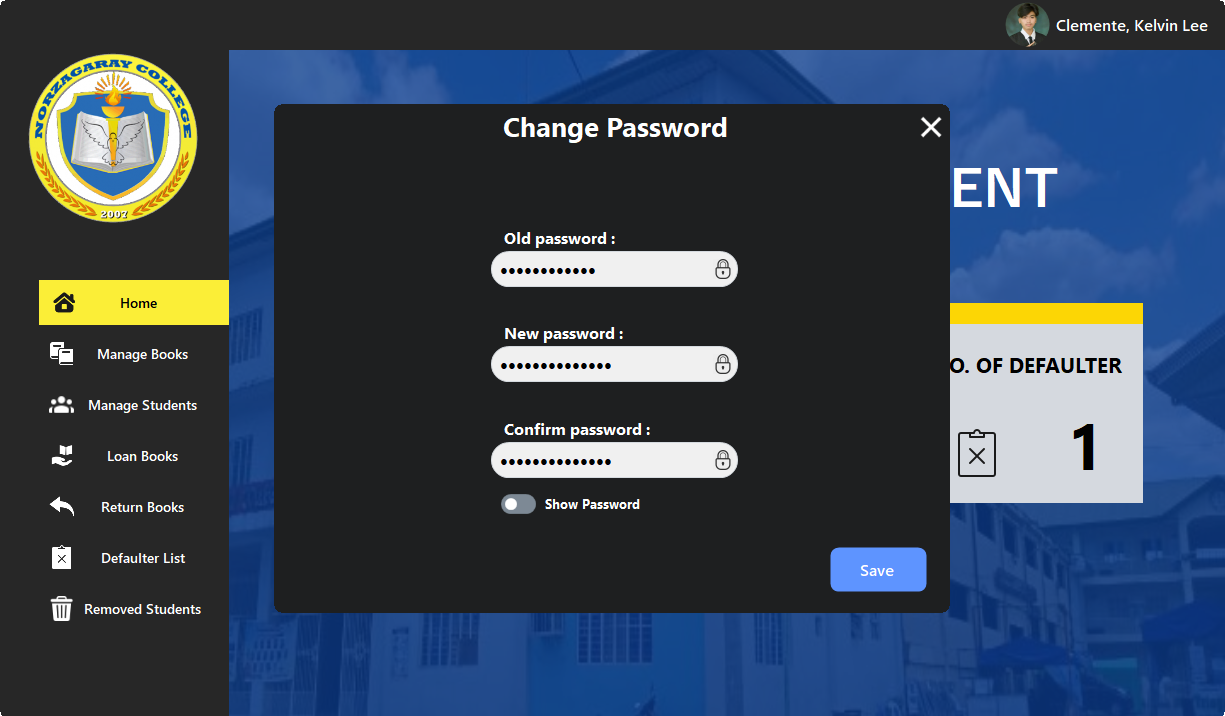 Clemente, Kelvin Lee
NORZAGARAY COLLEGE
2007
Home
Manage Books
Manage Students
Loan Books
Return Books
Defaulter List
Removed Students
Change Password
Old password :
••••••••••••
New password :
••••••••••••••
Confirm password :
••••••••••••••
Show Password
Save
ENT
O. OF DEFAULTER
1